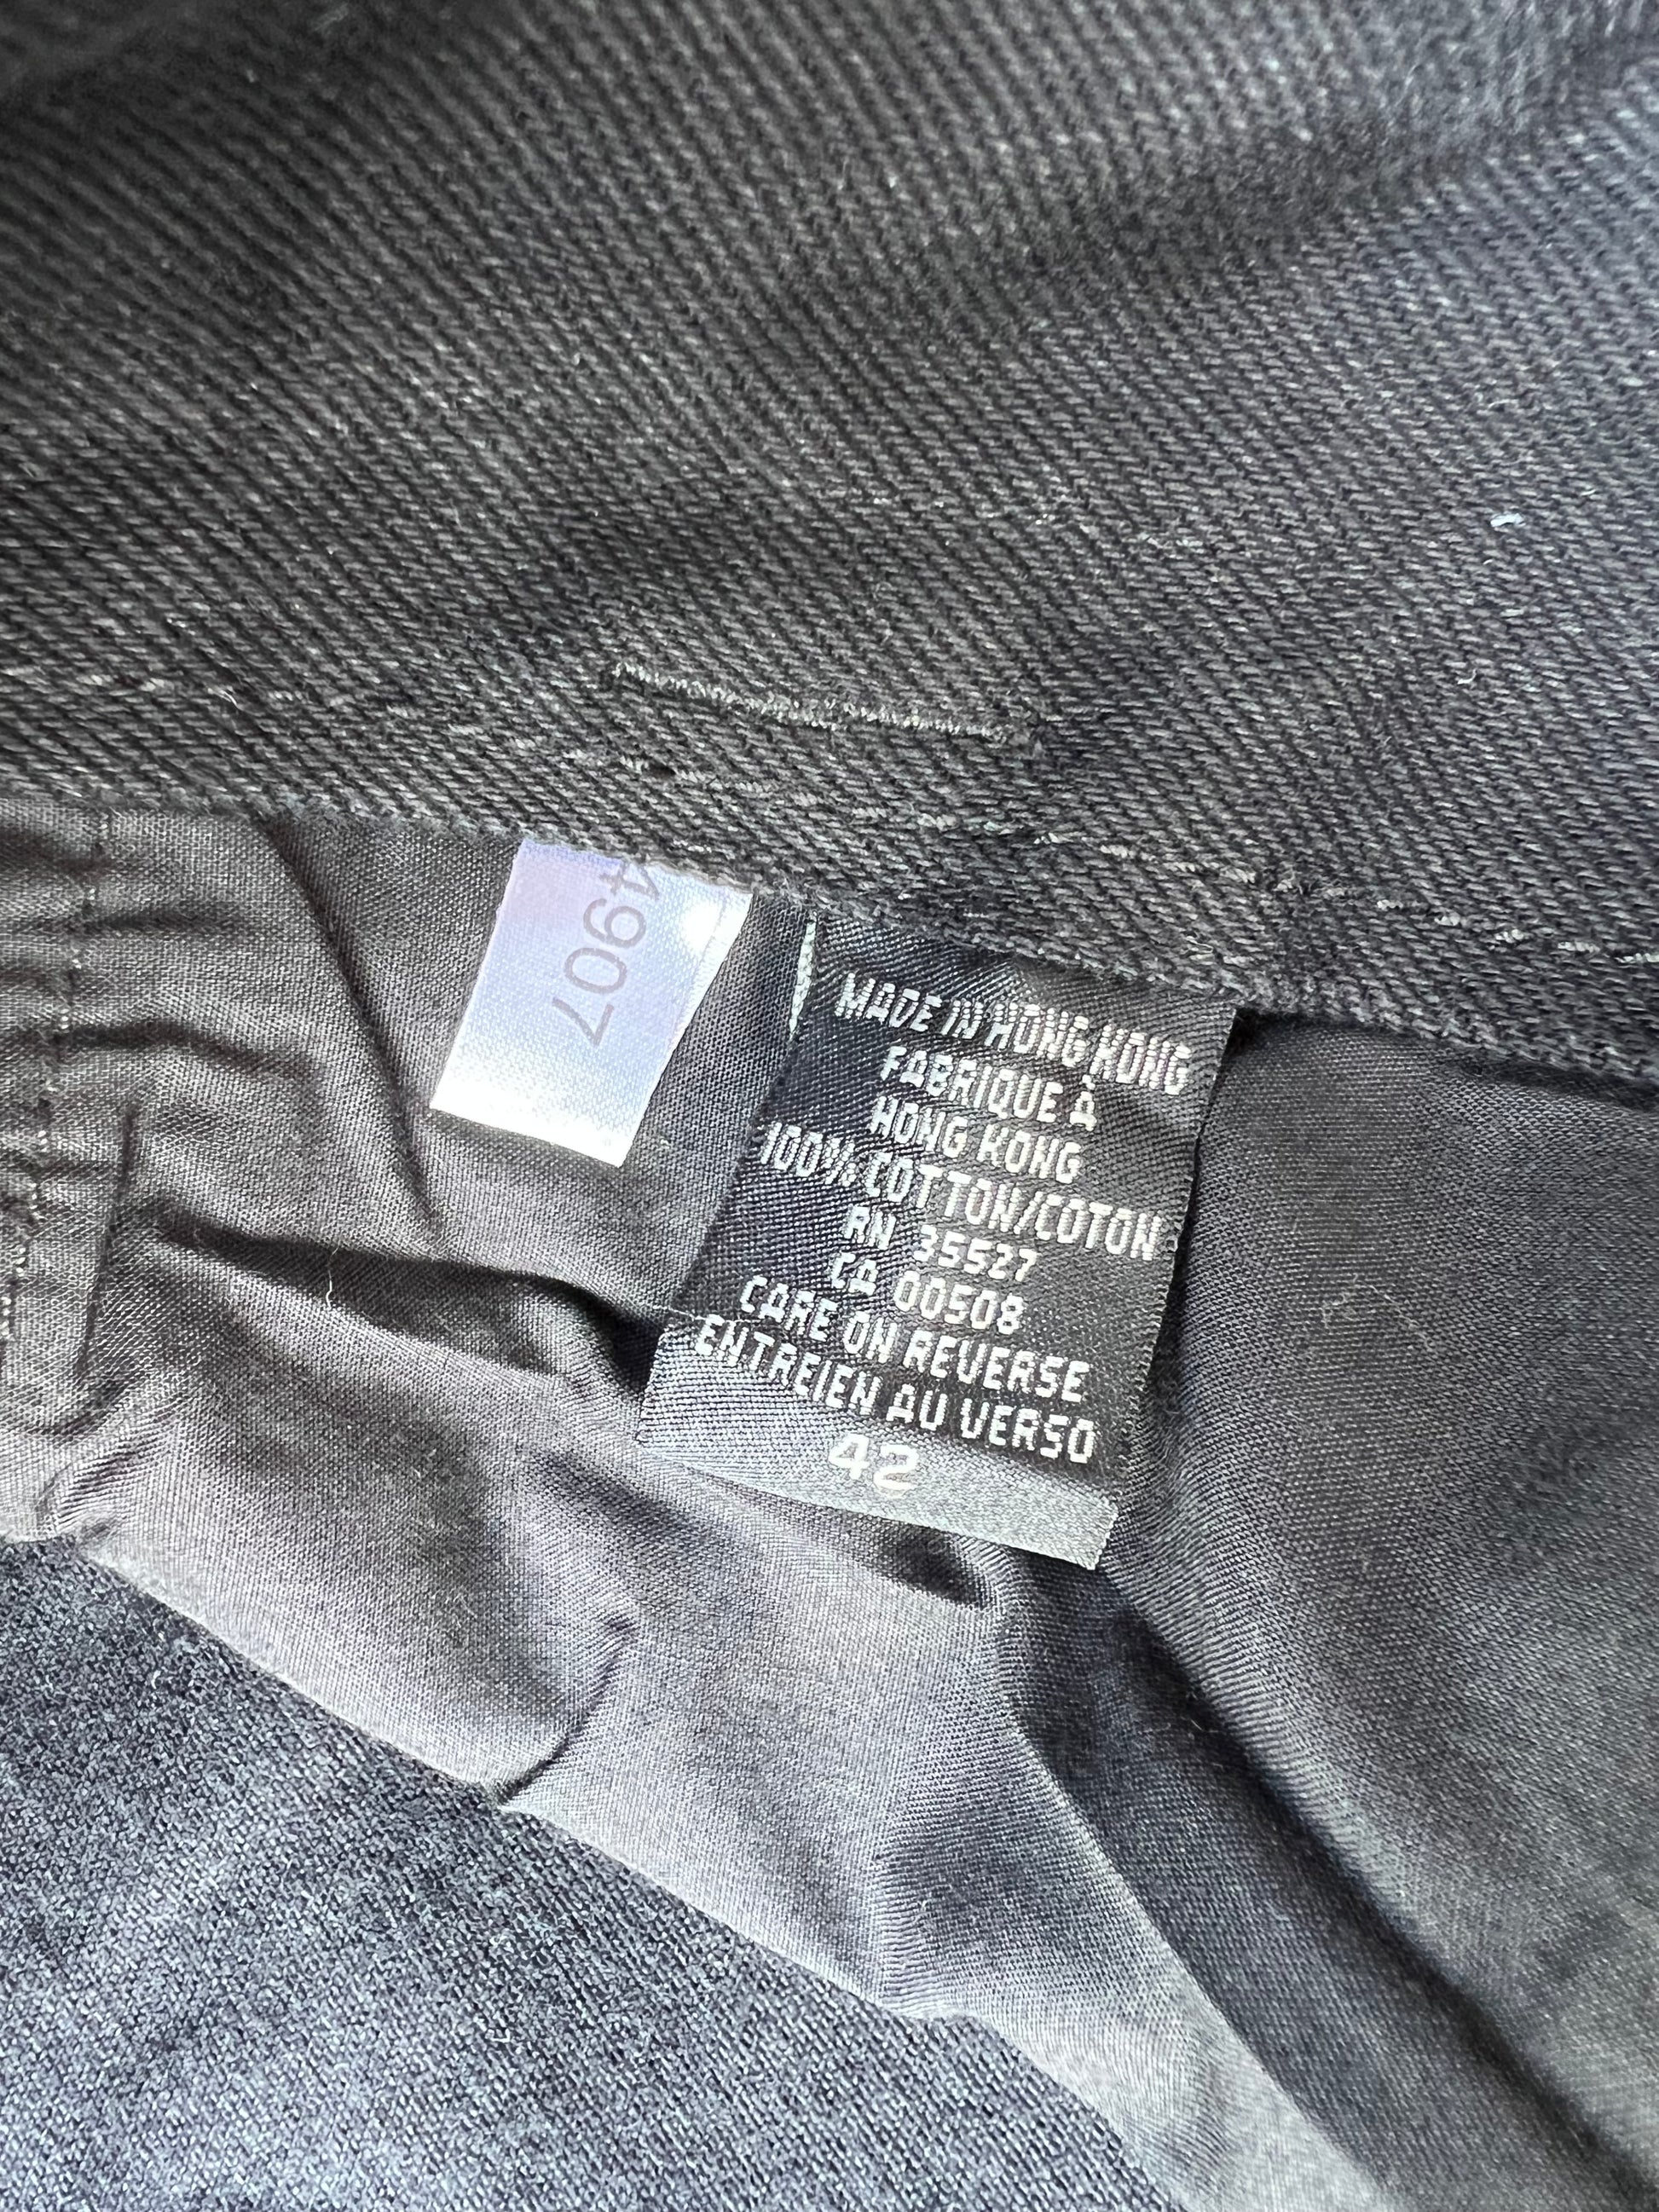 4907
MADE IN HONG KONG
FABRIQUE À
HONG KONG
100% COTTON/COTON
RN 35527
CA 00508
CARE ON REVERSE
ENTREIEN AU VERSO
42